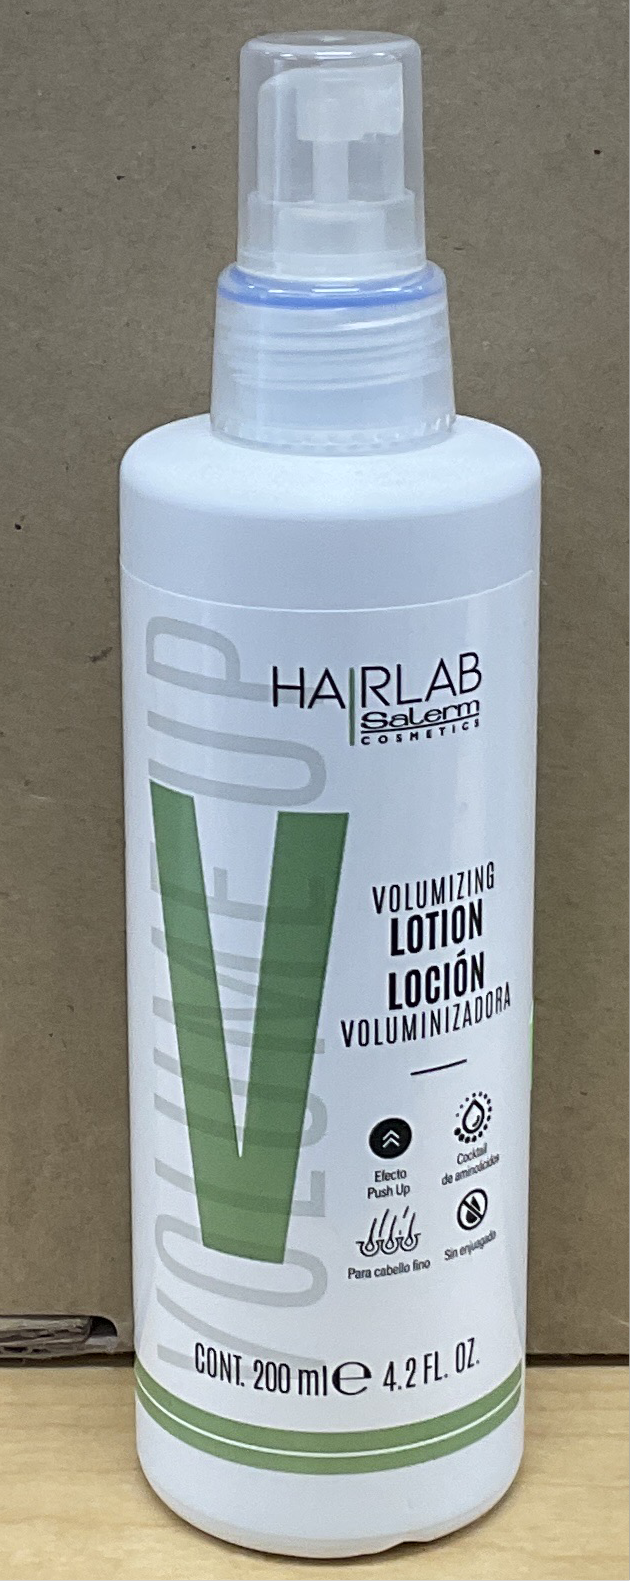 HAIRLAB
Salerm
COSMETICS
VOLUME UP
V
VOLUMIZING
LOTION
LOCIÓN
VOLUMINIZADORA
Efecto
Push Up
Cocktail
de aminoácidos
Para cabello fino
Sin enjuagado
CONT. 200 ml e 4.2 FL. OZ.